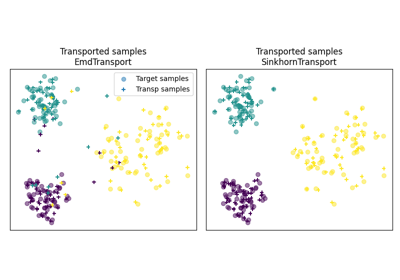 Transported samples
EmdTransport
Target samples
Transp samples
Transported samples
SinkhornTransport